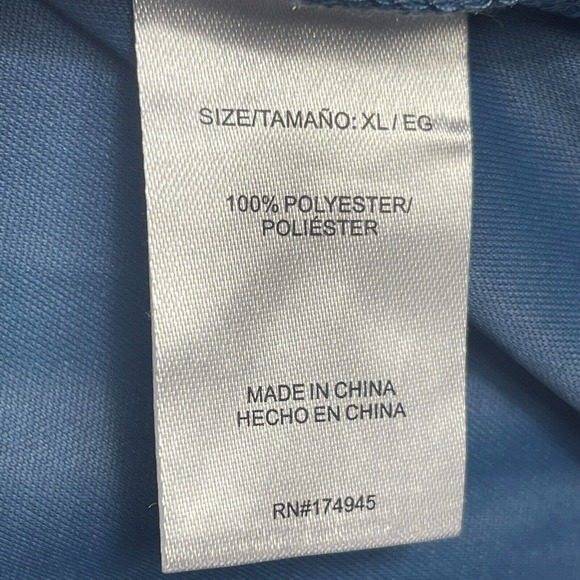 SIZE/TAMAÑO: XL / EG
100% POLYESTER/
POLIÉSTER
MADE IN CHINA
HECHO EN CHINA
RN#174945